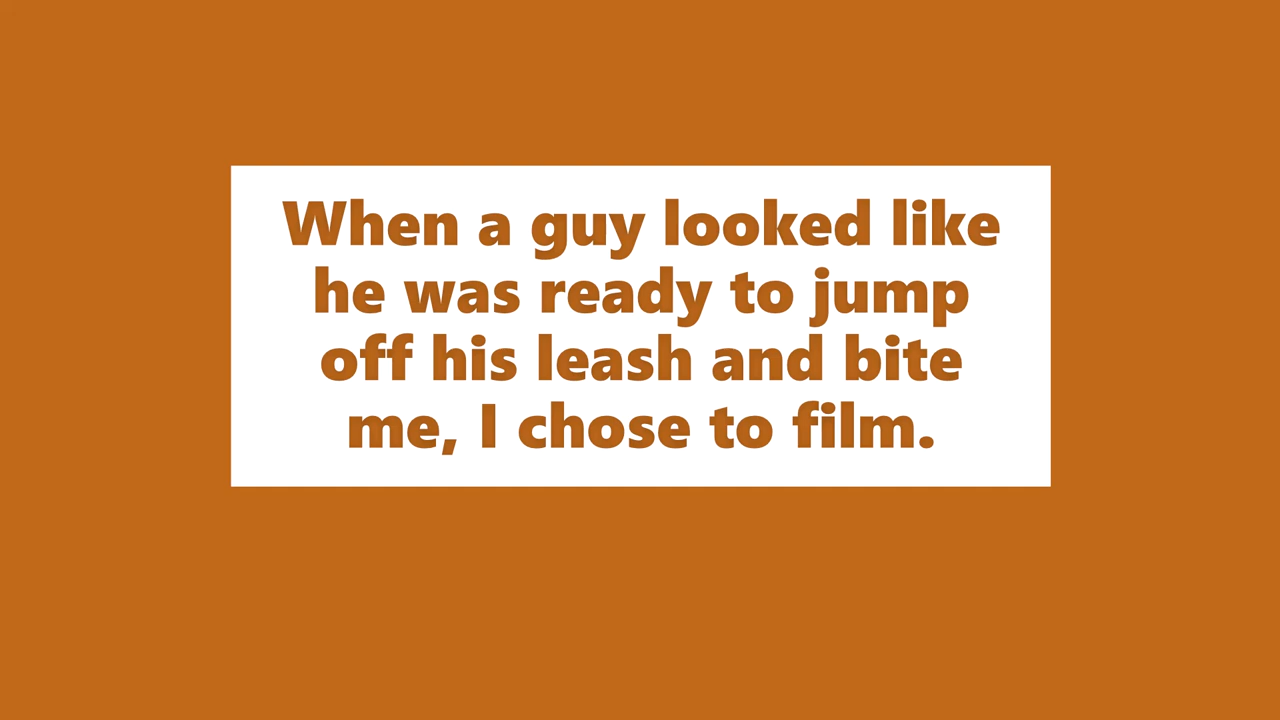 When a guy looked like
he was ready to jump
off his leash and bite
me, I chose to film.